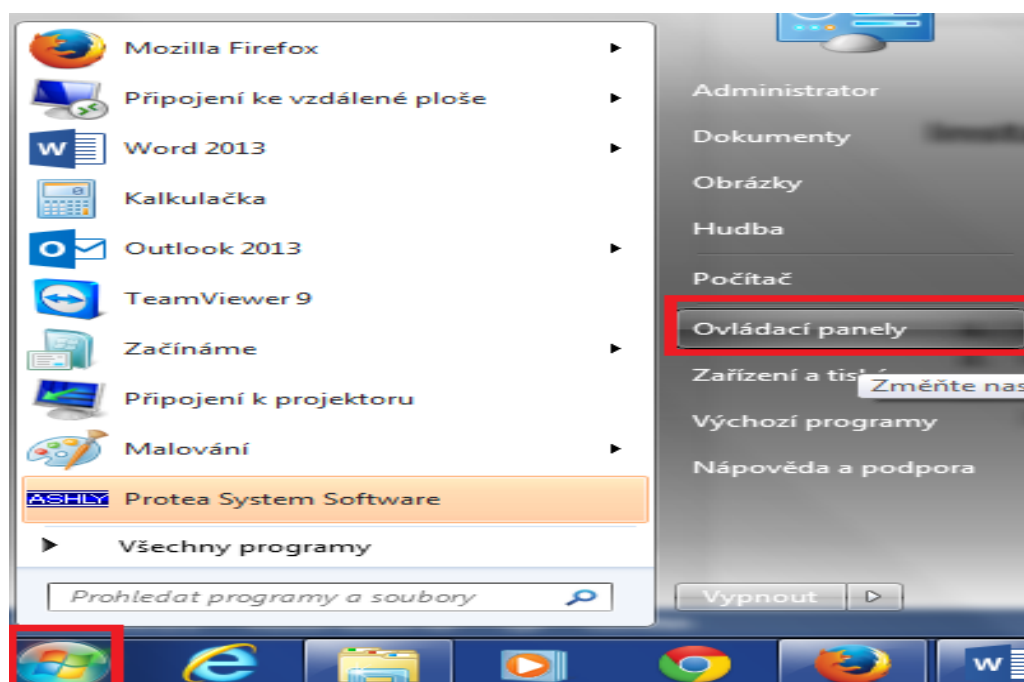 Mozilla Firefox
Připojení ke vzdálené ploše
Word 2013
Kalkulačka
Outlook 2013
TeamViewer 9
Začínáme
Připojení k projektoru
Malování
ASHLY Protea System Software
Všechny programy
Prohledat programy a soubory
Administrator
Dokumenty
Obrázky
Hudba
Počítač
Ovládací panely
Zařízení a
Změňte
Výchozí programy
Nápověda a podpora
Vypnout